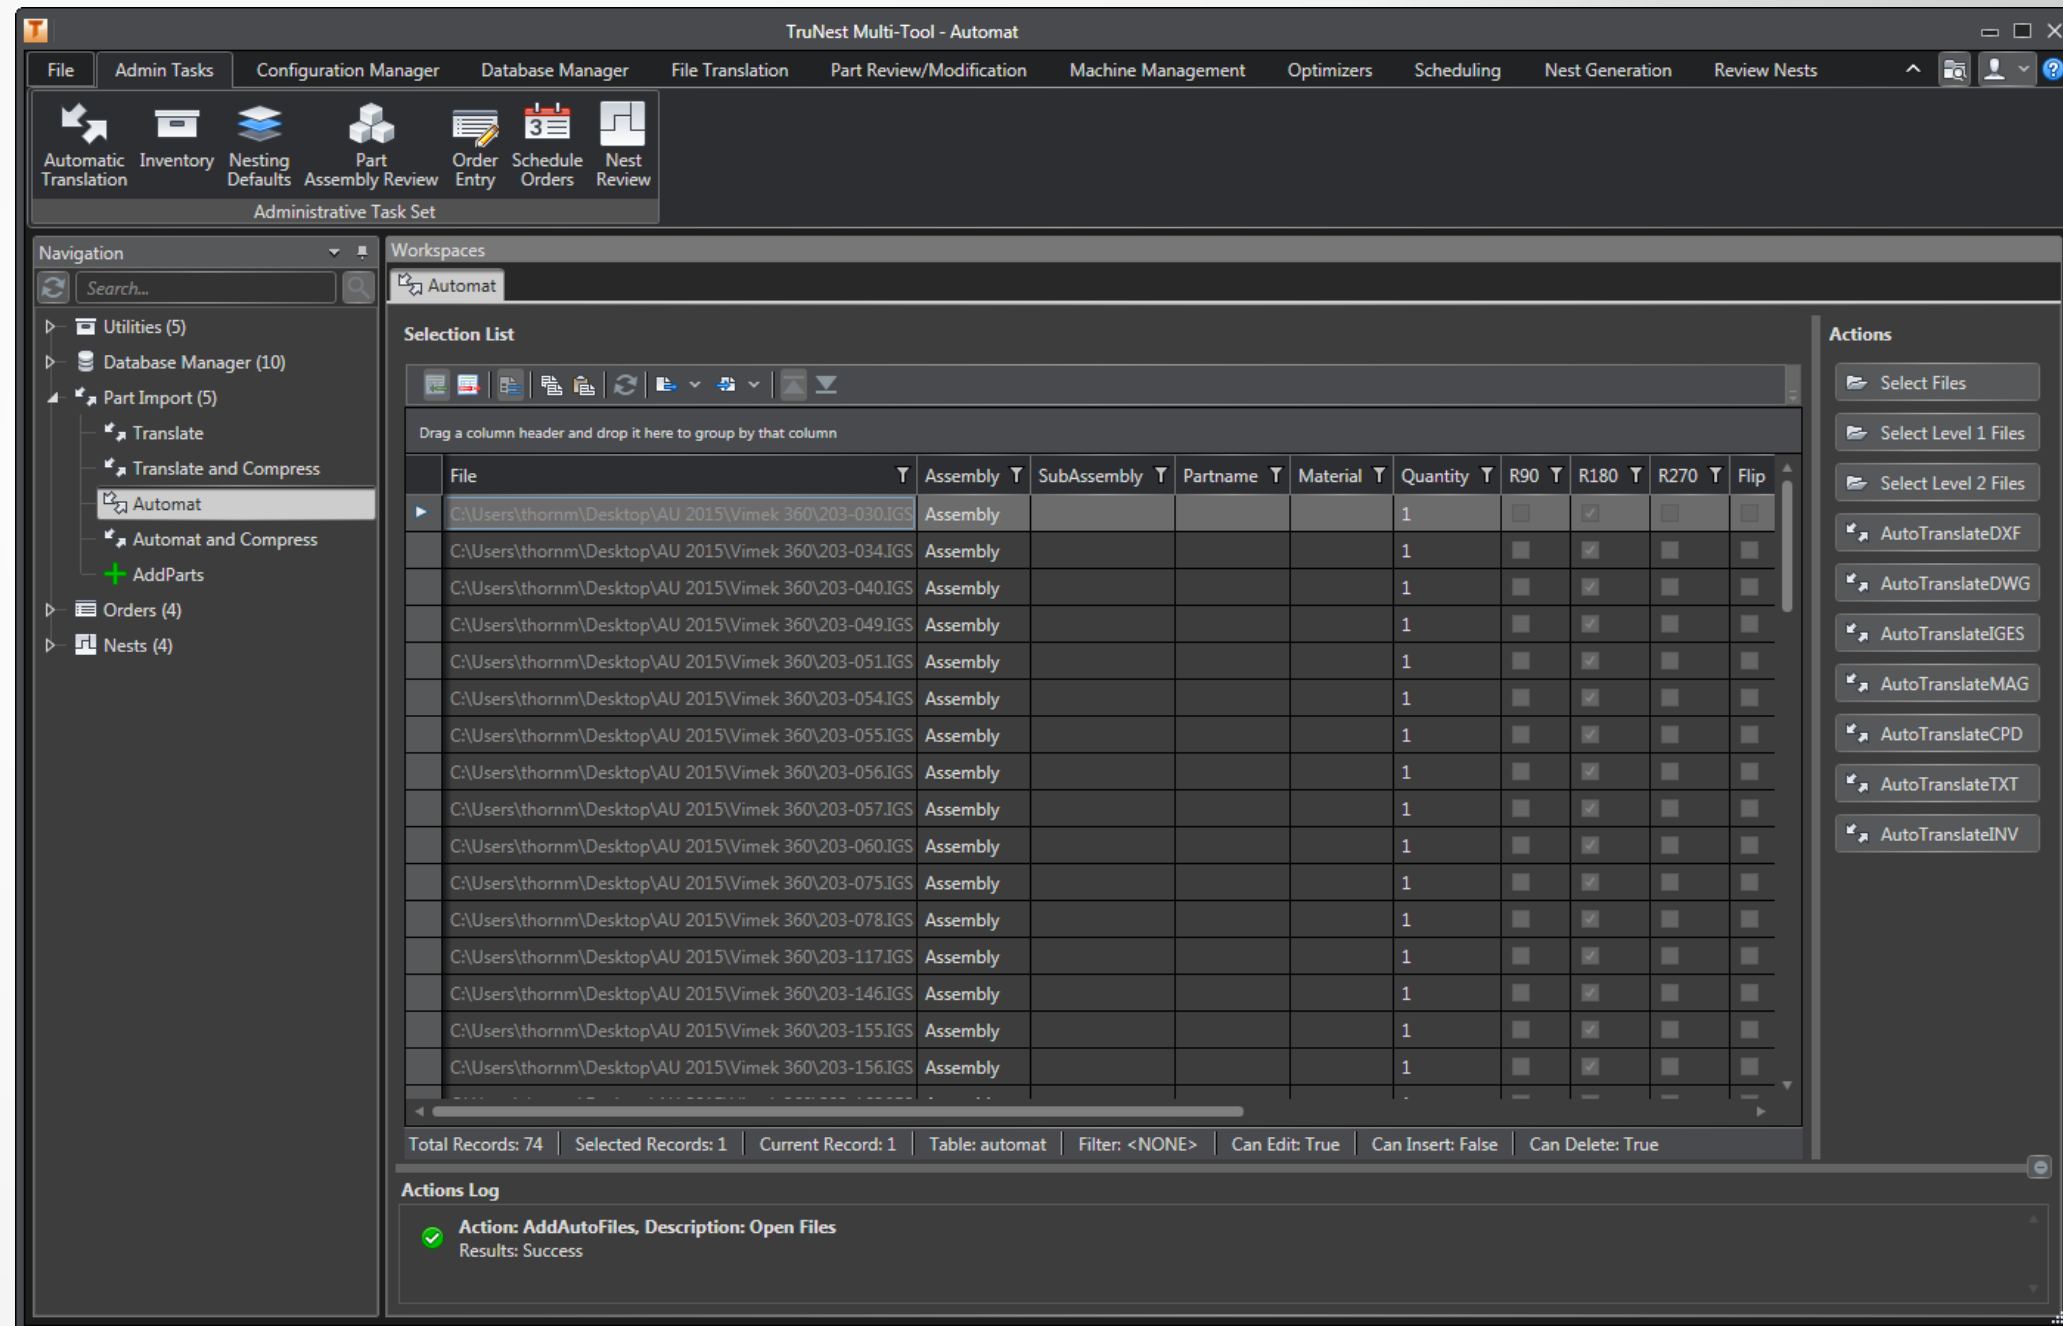 TruNest Multi-Tool - Automat
File Admin Tasks Configuration Manager Database Manager File Translation Part Review/Modification Machine Management Optimizers Scheduling Nest Generation Review Nests
Automatic Translation
Inventory
Nesting Defaults
Part Assembly Review
Order Entry
3
Schedule Orders
Nest Review
Administrative Task Set
Navigation
Search...
Utilities (5)
Database Manager (10)
Part Import (5)
Translate
Translate and Compress
Automat
Automat and Compress
AddParts
Orders (4)
Nests (4)
Workspaces
Automat
Selection List
Drag a column header and drop it here to group by that column
File Assembly SubAssembly Partname Material Quantity R90 R180 R270 Flip
C:\Users\thornm\Desktop\AU 2015\Vimek 360\203-030.IGS Assembly 1
C:\Users\thornm\Desktop\AU 2015\Vimek 360\203-034.IGS Assembly 1
C:\Users\thornm\Desktop\AU 2015\Vimek 360\203-040.IGS Assembly 1
C:\Users\thornm\Desktop\AU 2015\Vimek 360\203-049.IGS Assembly 1
C:\Users\thornm\Desktop\AU 2015\Vimek 360\203-051.IGS Assembly 1
C:\Users\thornm\Desktop\AU 2015\Vimek 360\203-054.IGS Assembly 1
C:\Users\thornm\Desktop\AU 2015\Vimek 360\203-055.IGS Assembly 1
C:\Users\thornm\Desktop\AU 2015\Vimek 360\203-056.IGS Assembly 1
C:\Users\thornm\Desktop\AU 2015\Vimek 360\203-057.IGS Assembly 1
C:\Users\thornm\Desktop\AU 2015\Vimek 360\203-060.IGS Assembly 1
C:\Users\thornm\Desktop\AU 2015\Vimek 360\203-075.IGS Assembly 1
C:\Users\thornm\Desktop\AU 2015\Vimek 360\203-078.IGS Assembly 1
C:\Users\thornm\Desktop\AU 2015\Vimek 360\203-117.IGS Assembly 1
C:\Users\thornm\Desktop\AU 2015\Vimek 360\203-146.IGS Assembly 1
C:\Users\thornm\Desktop\AU 2015\Vimek 360\203-155.IGS Assembly 1
C:\Users\thornm\Desktop\AU 2015\Vimek 360\203-156.IGS Assembly 1
Total Records: 74 Selected Records: 1 Current Record: 1 Table: automat Filter: <NONE> Can Edit: True Can Insert: False Can Delete: True
Actions
Select Files
Select Level 1 Files
Select Level 2 Files
AutoTranslateDXF
AutoTranslateDWG
AutoTranslateIGES
AutoTranslateMAG
AutoTranslateCPD
AutoTranslateTXT
AutoTranslateINV
Actions Log
Action: AddAutoFiles, Description: Open Files
Results: Success